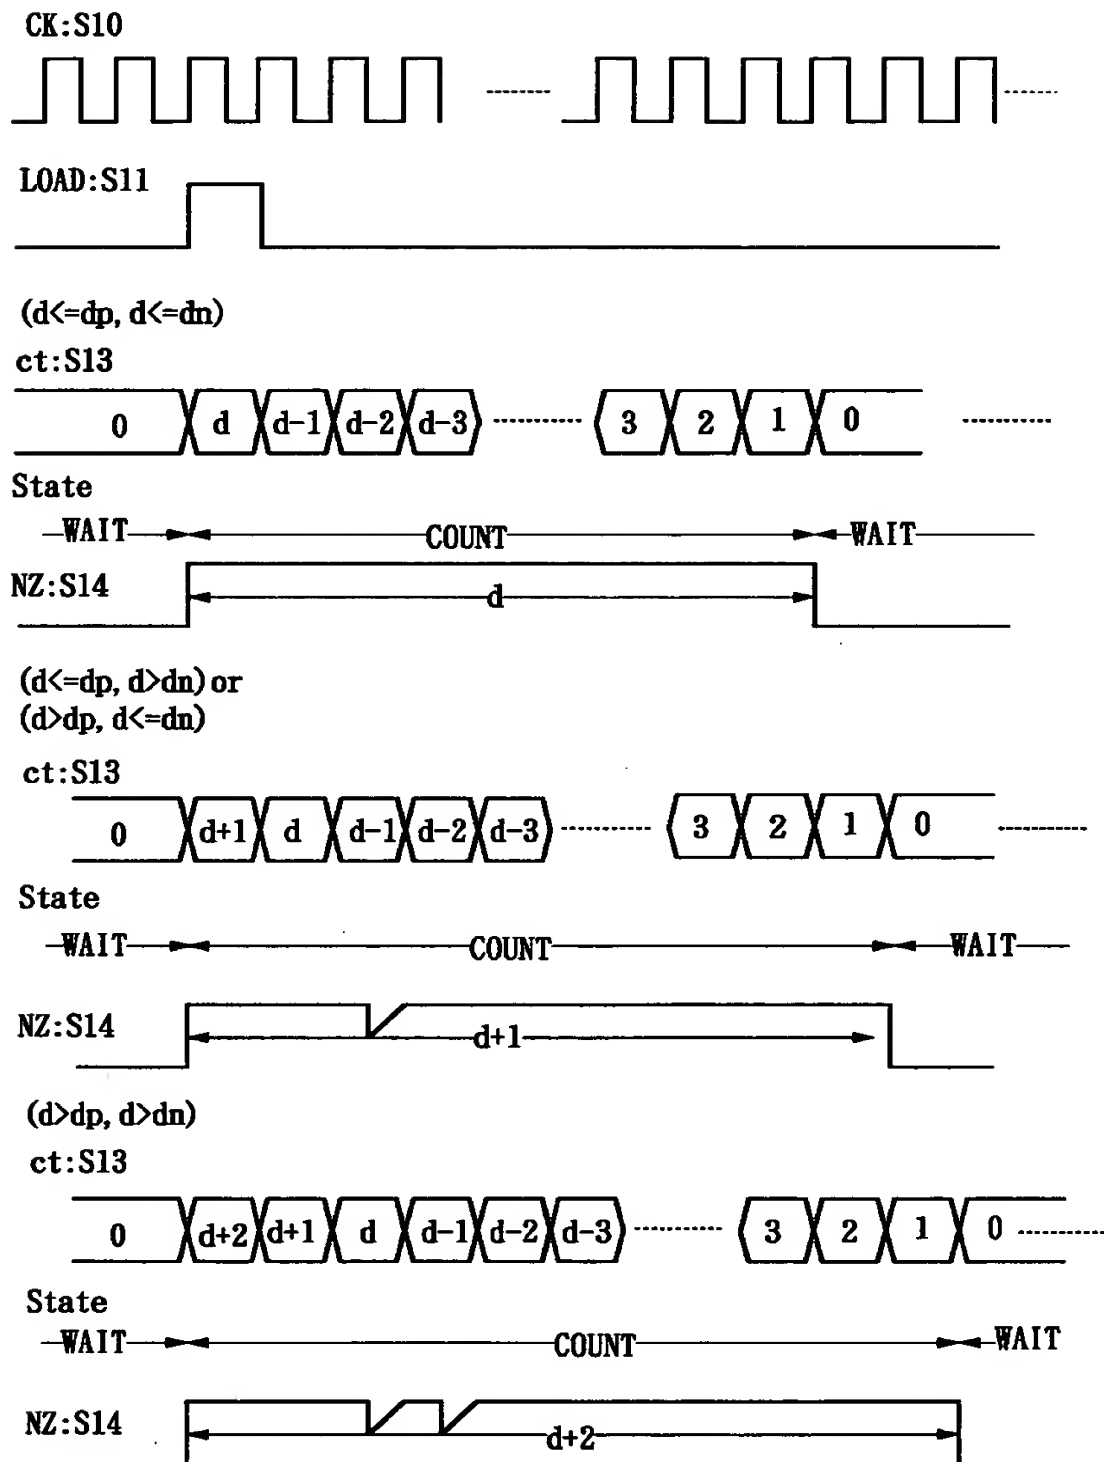 CK:S10
LOAD:S11
(d<=dp, d<=dn)
ct:S13
0 d d-1 d-2 d-3 3 2 1 0
State
WAIT COUNT WAIT
NZ:S14
d
(d<=dp, d>dn) or
(d>dp, d<=dn)
ct:S13
0 d+1 d d-1 d-2 d-3 3 2 1 0
State
WAIT COUNT WAIT
NZ:S14
d+1
(d>dp, d>dn)
ct:S13
0 d+2 d+1 d d-1 d-2 d-3 3 2 1 0
State
WAIT COUNT WAIT
NZ:S14
d+2